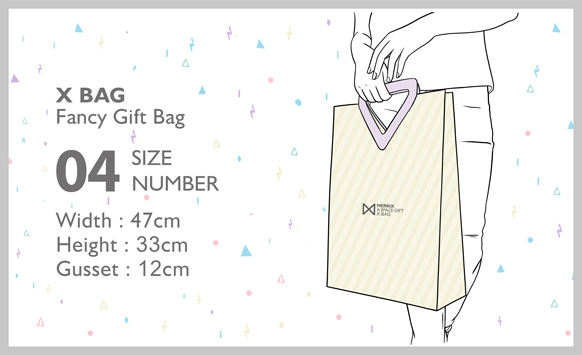 X BAG
Fancy Gift Bag
04 SIZE
NUMBER
Width : 47cm
Height : 33cm
Gusset : 12cm
MERRIX
A SPACE GIFT
X BAG